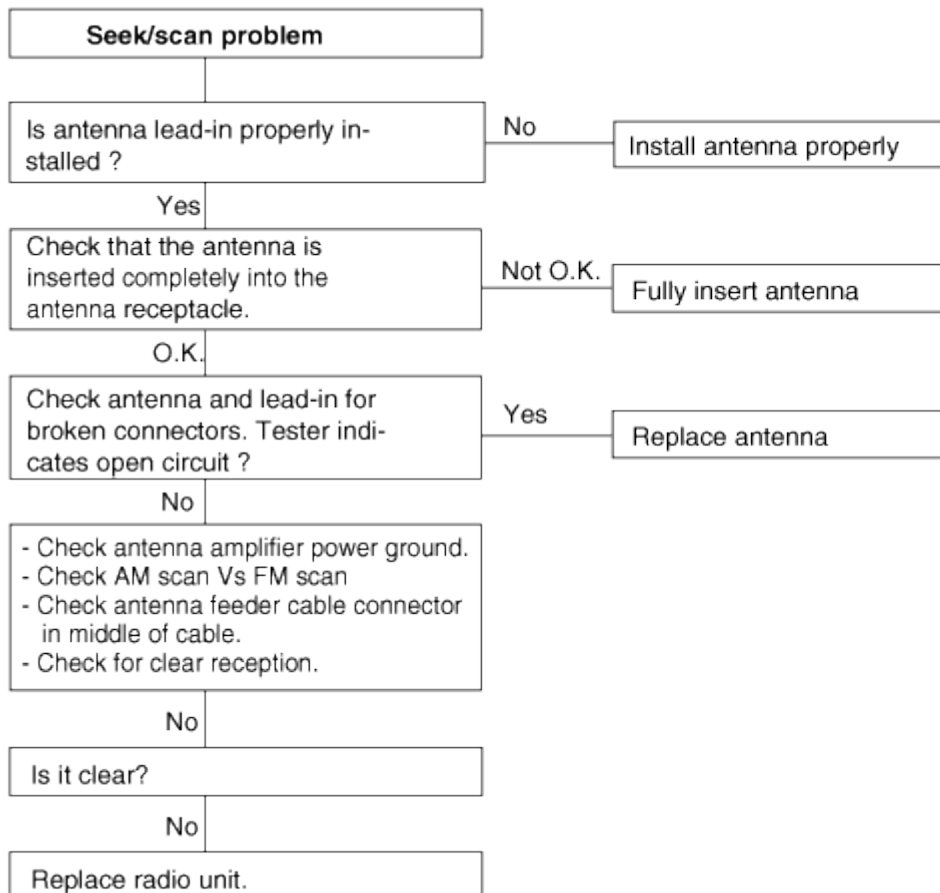 Seek/scan problem
Is antenna lead-in properly in-
stalled ?
No
Install antenna properly
Yes
Check that the antenna is
inserted completely into the
antenna receptacle.
Not O.K.
Fully insert antenna
O.K.
Check antenna and lead-in for
broken connectors. Tester indi-
cates open circuit ?
Yes
Replace antenna
No
- Check antenna amplifier power ground.
- Check AM scan Vs FM scan
- Check antenna feeder cable connector
in middle of cable.
- Check for clear reception.
No
Is it clear?
No
Replace radio unit.